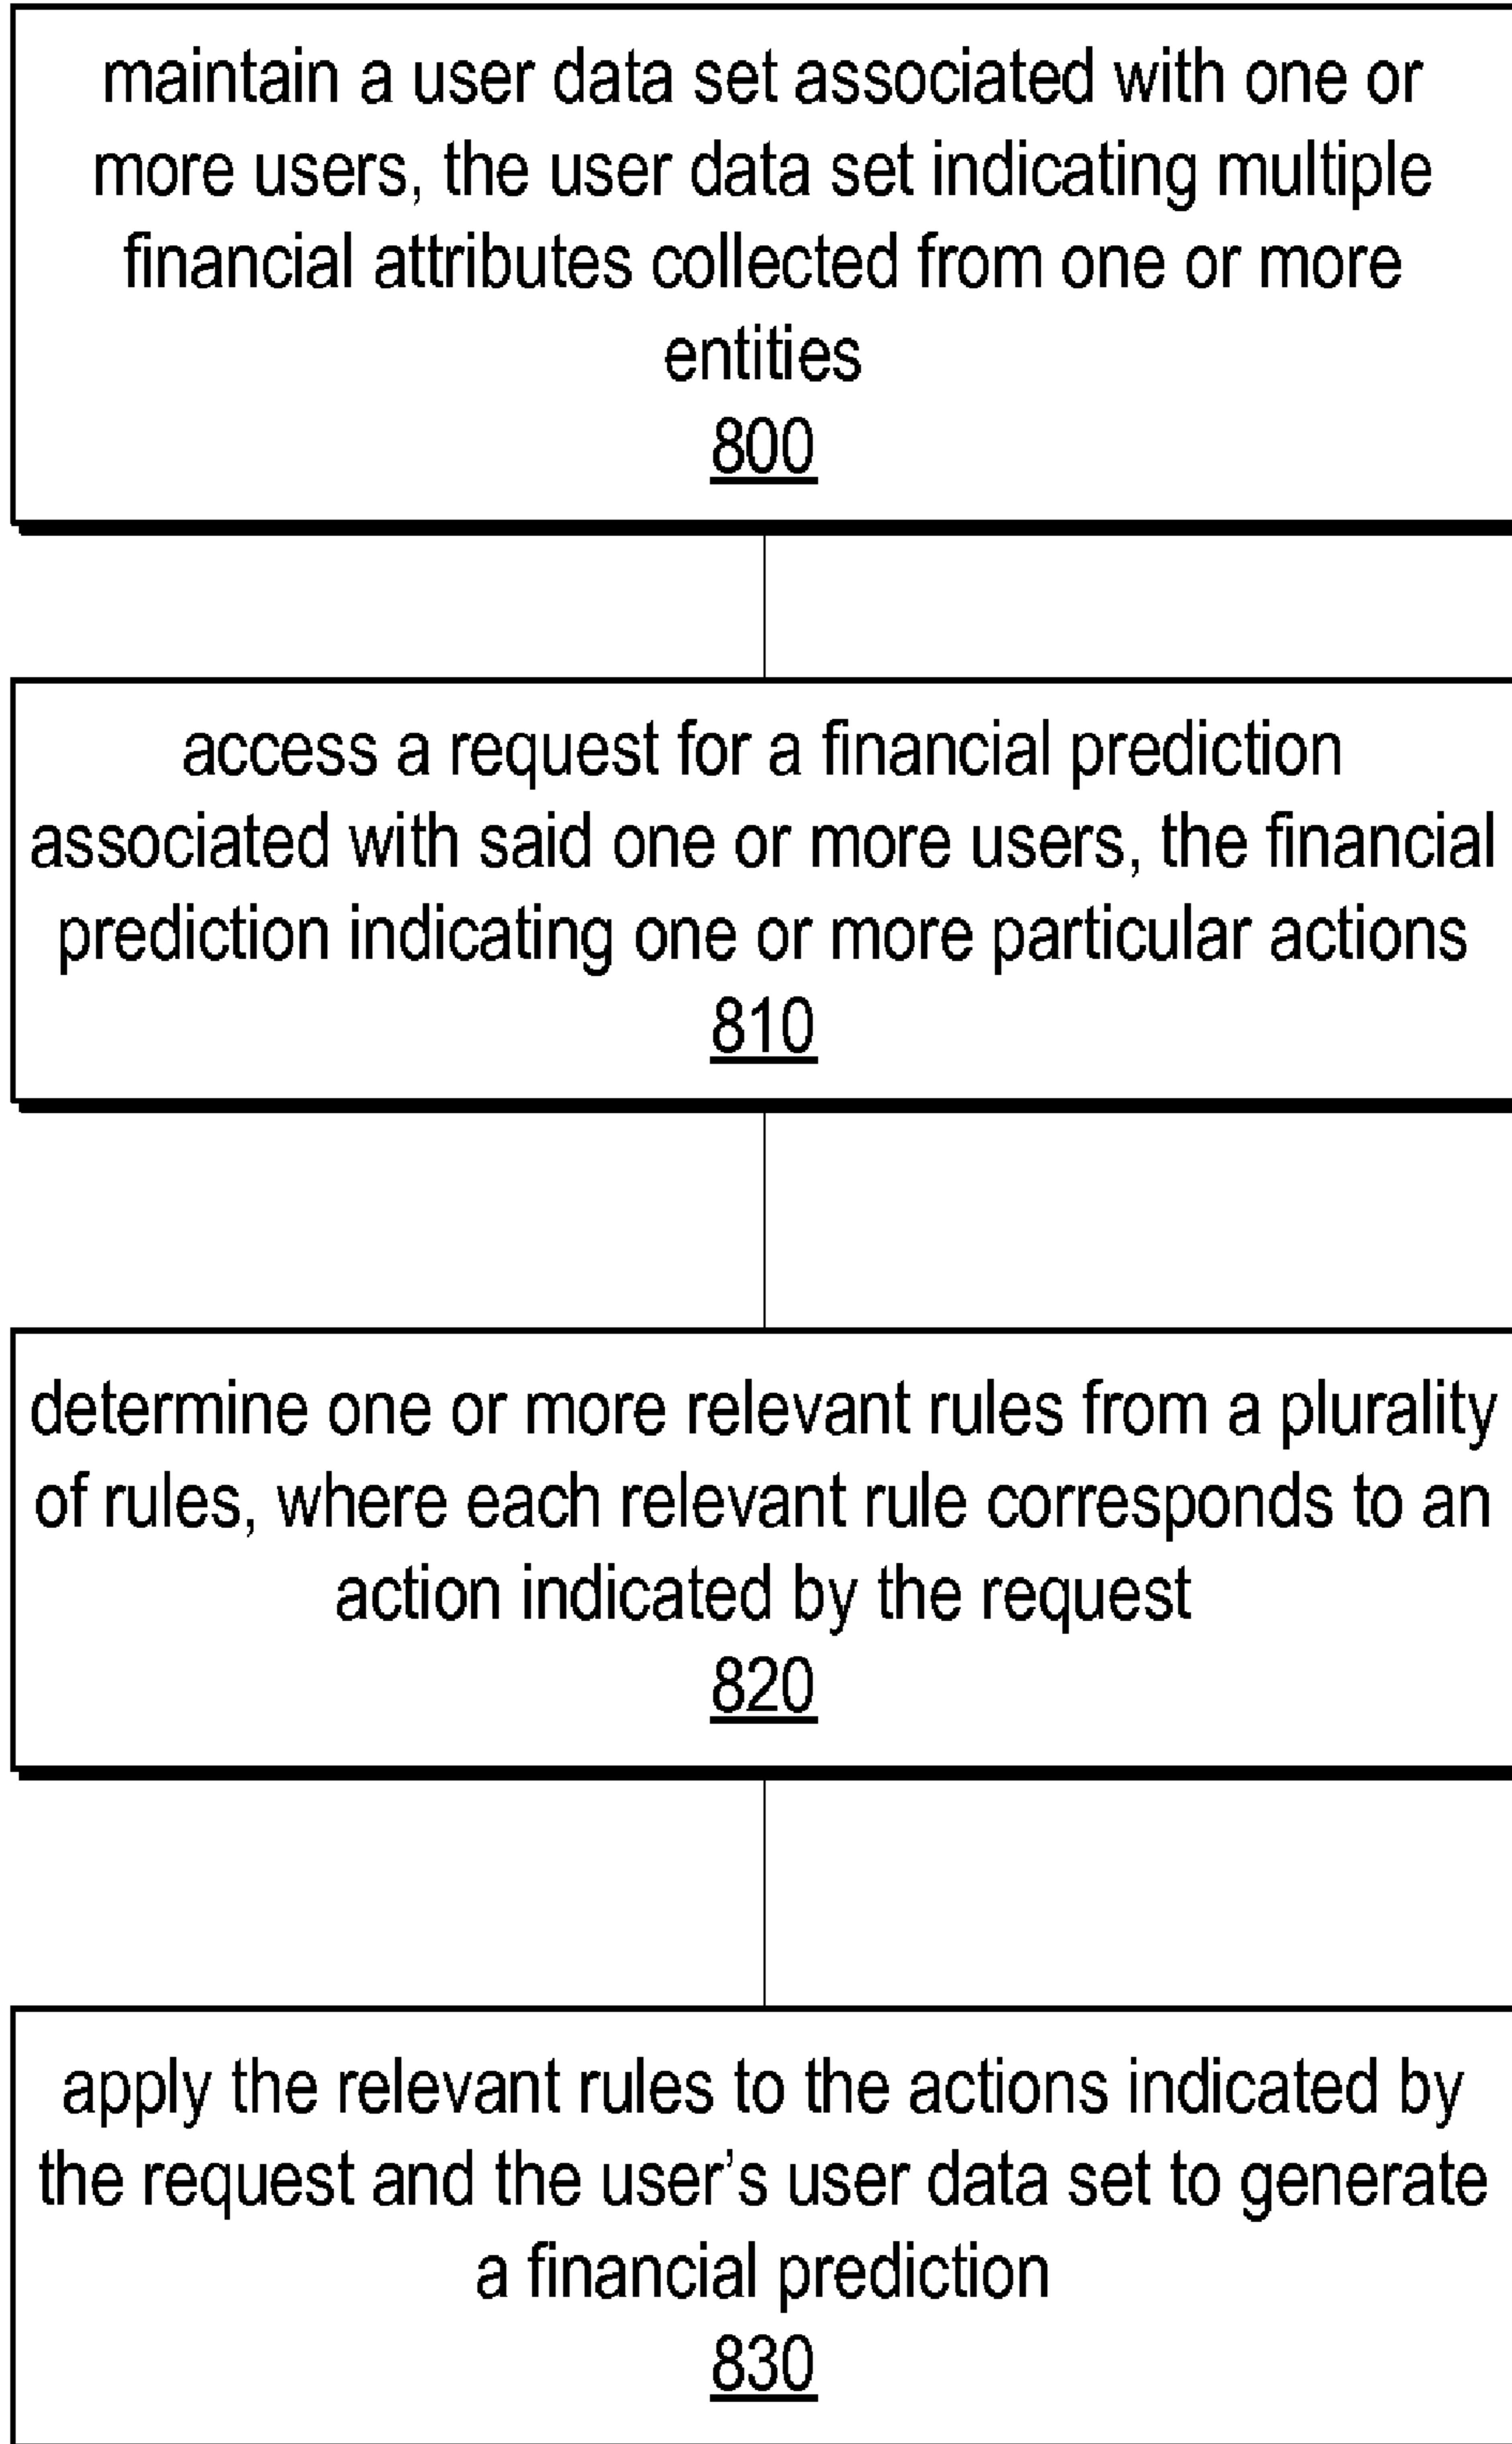 maintain a user data set associated with one or
more users, the user data set indicating multiple
financial attributes collected from one or more
entities
800
access a request for a financial prediction
associated with said one or more users, the financial
prediction indicating one or more particular actions
810
determine one or more relevant rules from a plurality
of rules, where each relevant rule corresponds to an
action indicated by the request
820
apply the relevant rules to the actions indicated by
the request and the user's user data set to generate
a financial prediction
830